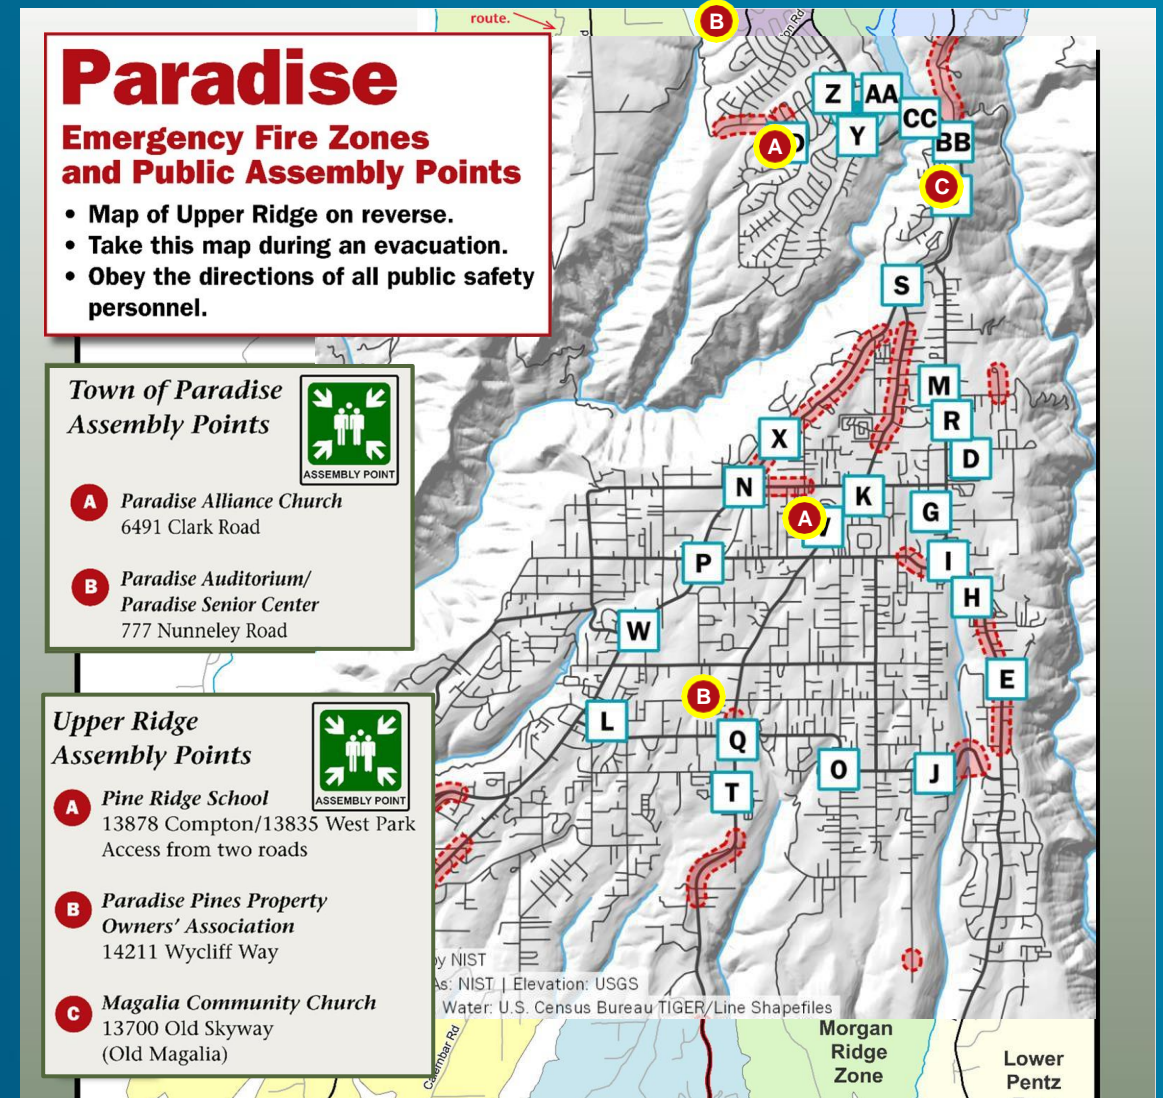 route.
B
on Rd
Paradise
Emergency Fire Zones
and Public Assembly Points
• Map of Upper Ridge on reverse.
• Take this map during an evacuation.
• Obey the directions of all public safety
personnel.
Z
AA
CC
Y
BB
A
C
S
M
R
D
X
N
K
G
A
P
I
H
W
E
B
L
Q
O
J
T
Town of Paradise
Assembly Points
ASSEMBLY POINT
A
Paradise Alliance Church
6491 Clark Road
B
Paradise Auditorium/
Paradise Senior Center
777 Nunneley Road
Upper Ridge
Assembly Points
ASSEMBLY POINT
A
Pine Ridge School
13878 Compton/13835 West Park
Access from two roads
B
Paradise Pines Property
Owners' Association
14211 Wycliff Way
C
Magalia Community Church
13700 Old Skyway
(Old Magalia)
by NIST
As: NIST | Elevation: USGS
Water: U.S. Census Bureau TIGER/Line Shapefiles
Morgan
Ridge
Zone
Lower
Pentz